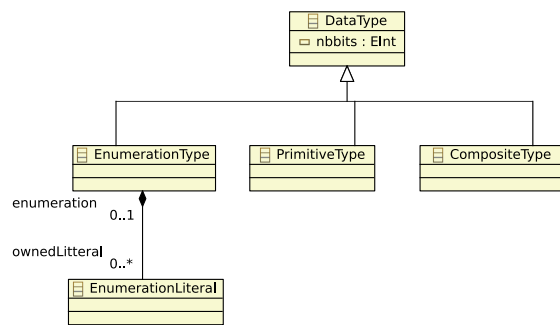 DataType
nbbits : EInt
EnumerationType
PrimitiveType
CompositeType
enumeration
0..1
ownedLitteral
0..*
EnumerationLiteral